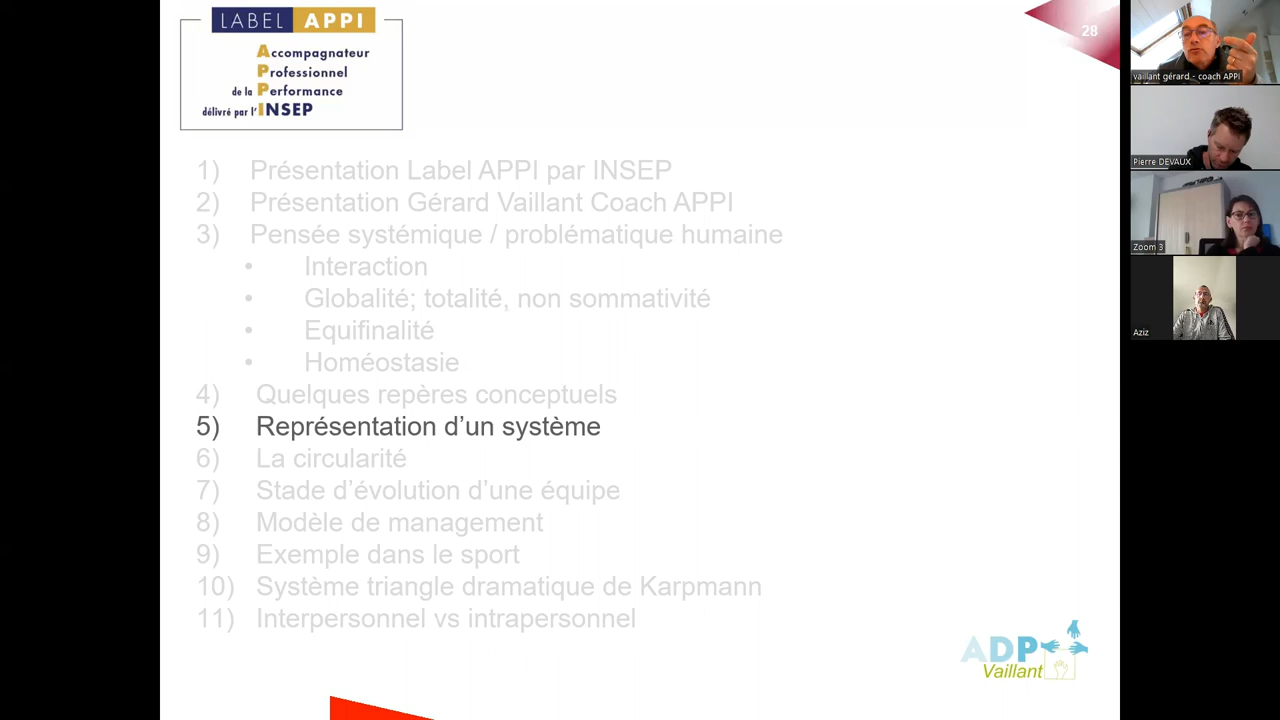 LABEL APPI
Accompagnateur
Professionnel
de la Performance
délivré par l'INSEP
28
1) Présentation Label APPI par INSEP
2) Présentation Gérard Vaillant Coach APPI
3) Pensée systémique / problématique humaine
• Interaction
• Globalité; totalité, non sommativité
• Equifinalité
• Homéostasie
4) Quelques repères conceptuels
5) Représentation d’un système
6) La circularité
7) Stade d’évolution d’une équipe
8) Modèle de management
9) Exemple dans le sport
10) Système triangle dramatique de Karpmann
11) Interpersonnel vs intrapersonnel
ADP
Vaillant
vaillant gérard - coach APPI
Pierre DEVAUX
Zoom 3
Aziz